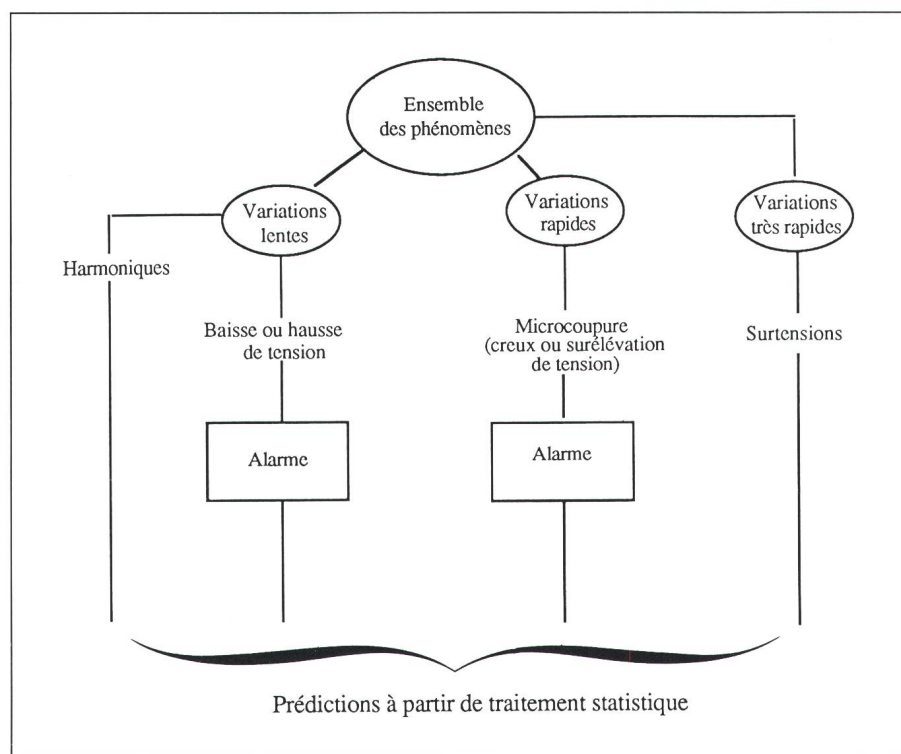 Ensemble
des phénomènes
Variations
lentes
Variations
rapides
Variations
très rapides
Harmoniques
Baisse ou hausse
de tension
Microcoupure
(creux ou surélévation
de tension)
Surtensions
Alarme
Alarme
Prédictions à partir de traitement statistique